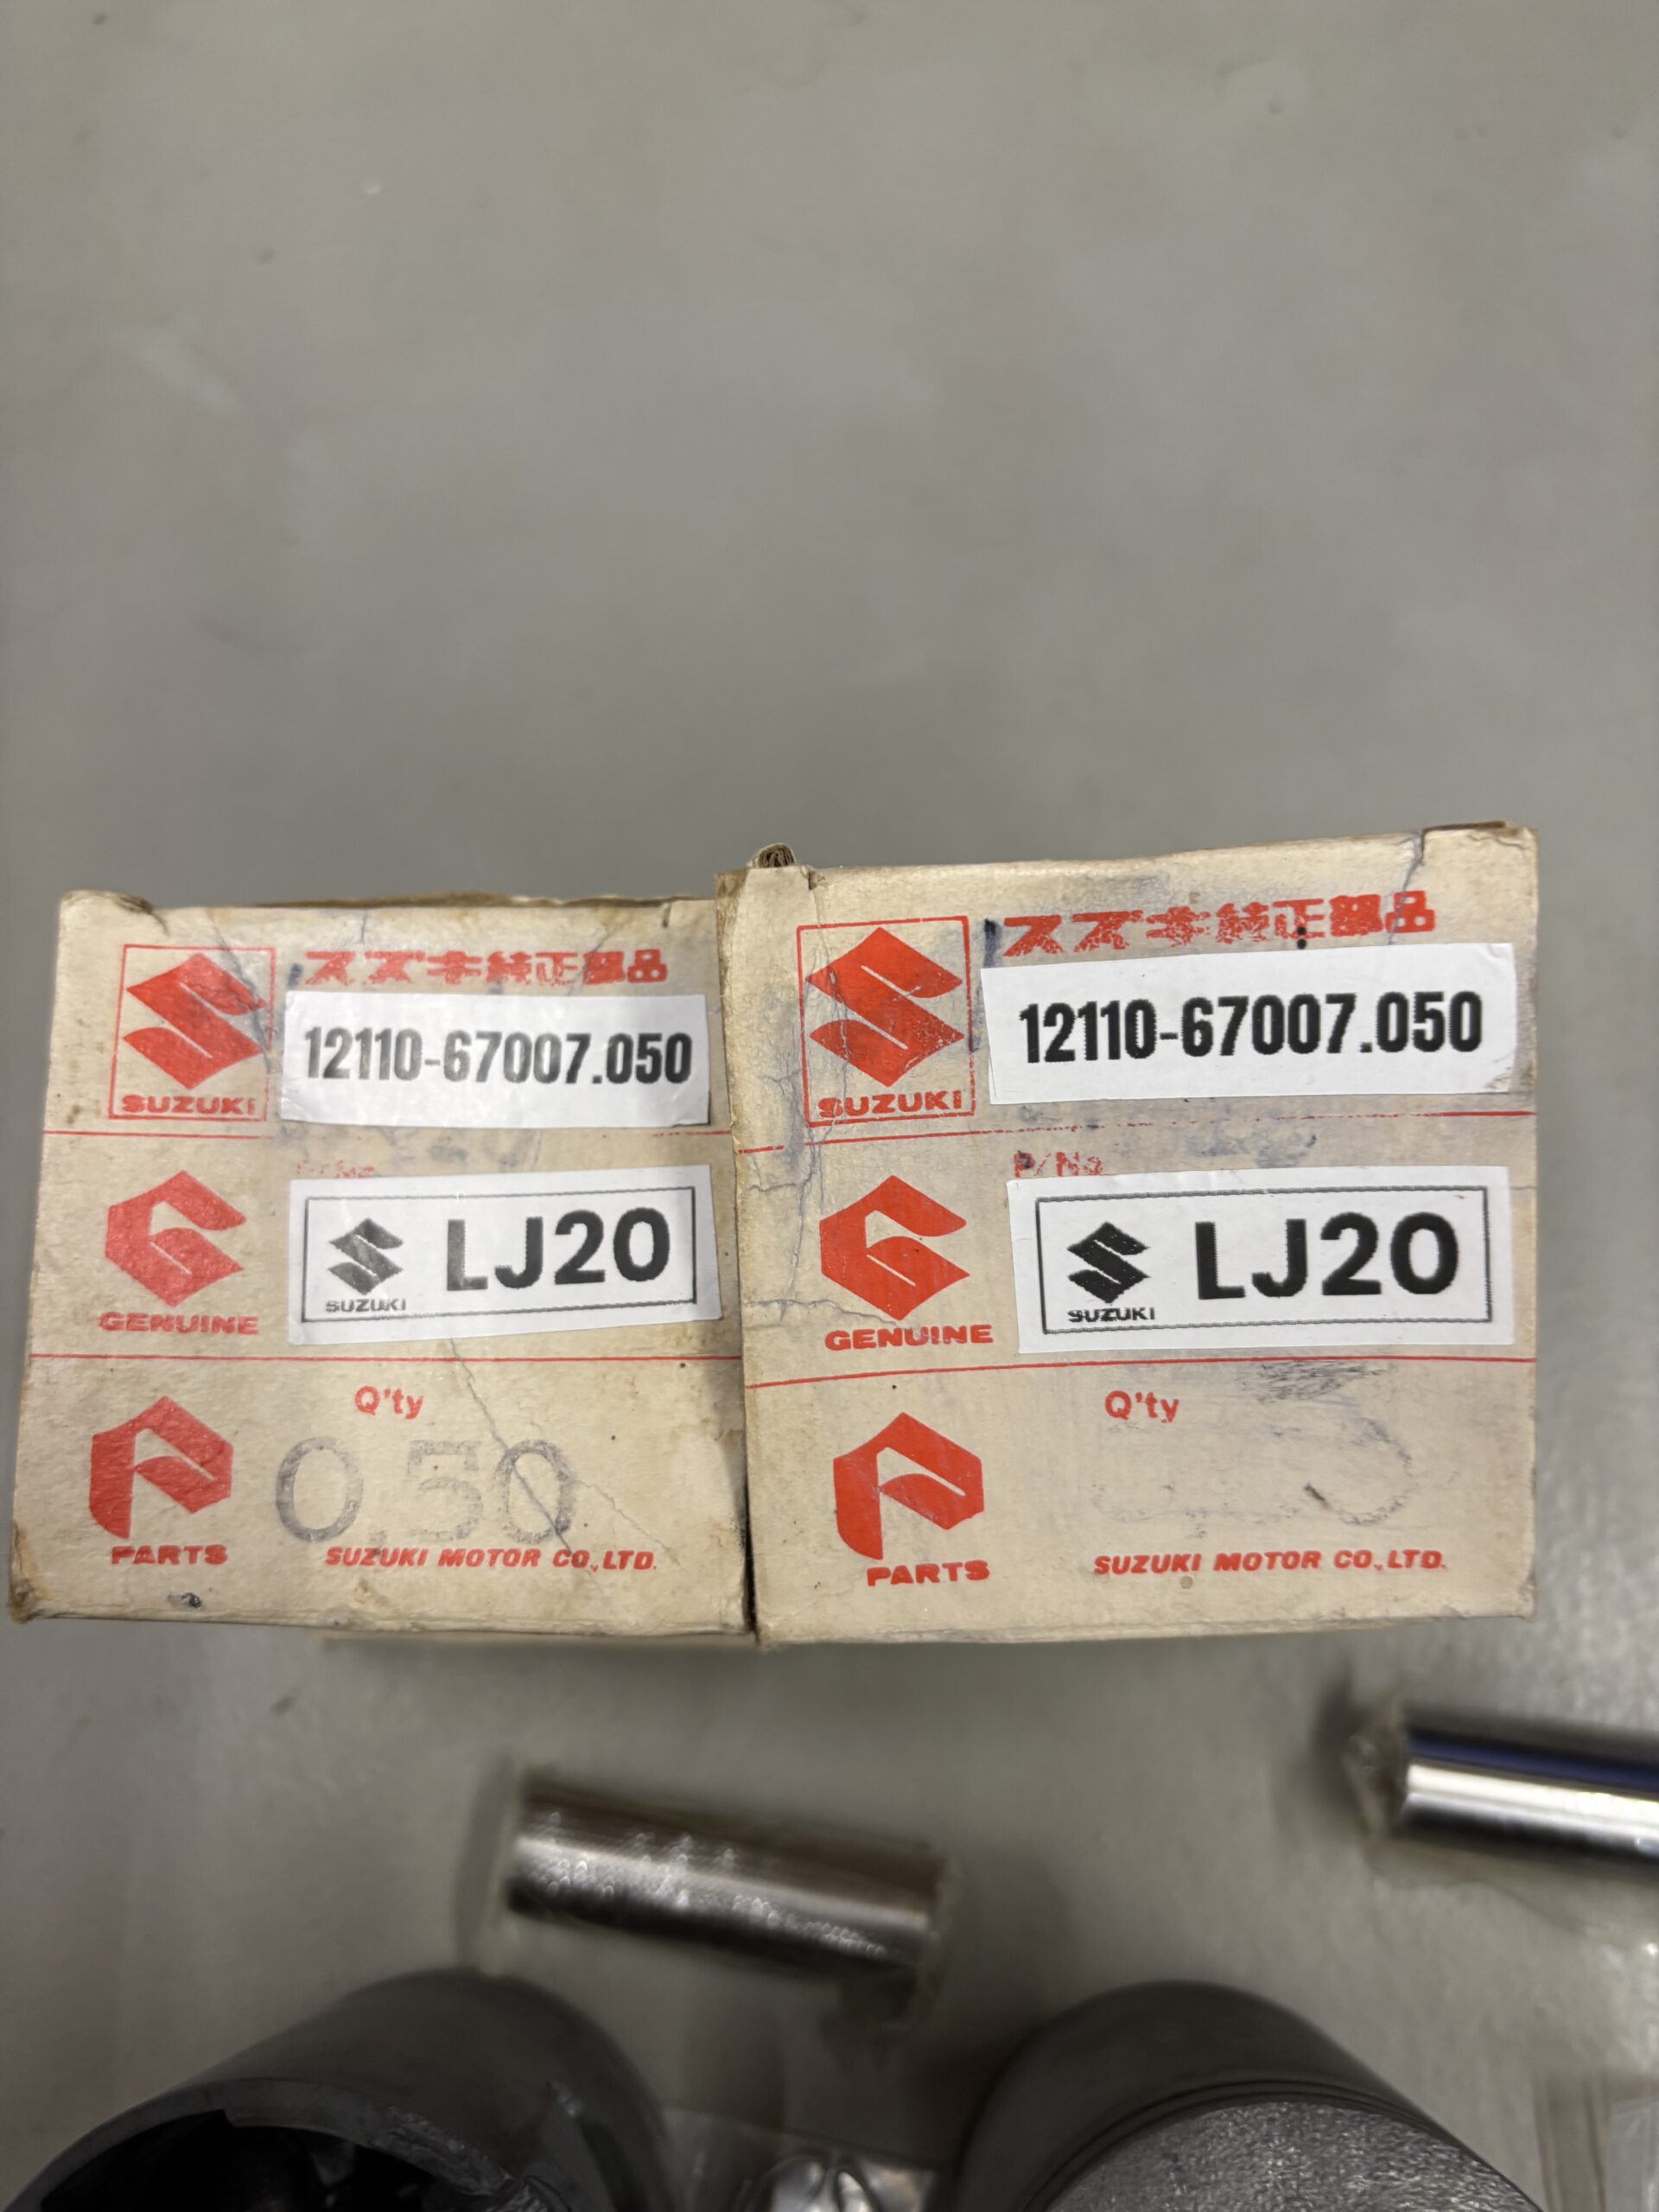 スズキ純正部品
SUZUKI
12110-67007.050
SUZUKI LJ20
GENUINE
Q'ty
0.50
PARTS
SUZUKI MOTOR CO.,LTD.
スズキ純正部品
SUZUKI
12110-67007.050
P/No.
SUZUKI LJ20
GENUINE
Q'ty
PARTS
SUZUKI MOTOR CO.,LTD.